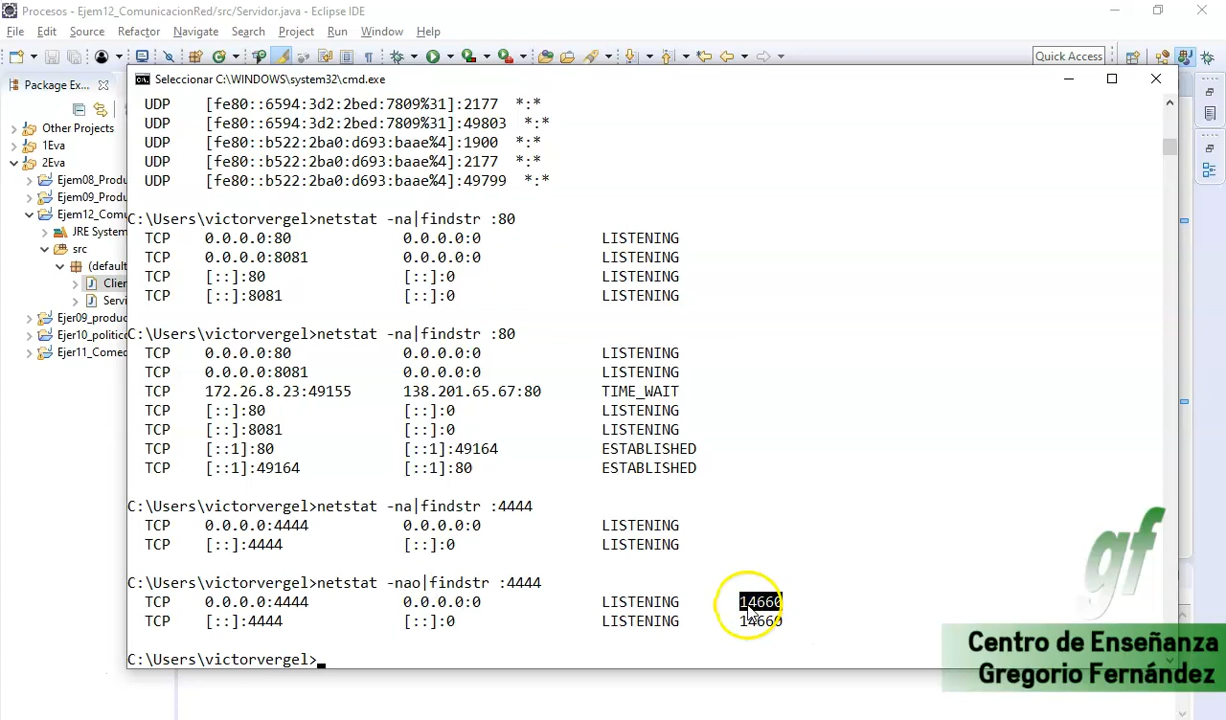 Procesos - Ejem12_ComunicacionRed/src/Servidor.java - Eclipse IDE
File Edit Source Refactor Navigate Search Project Run Window Help
Quick Access
Package Ex...
Other Projects
1Eva
2Eva
Ejem08_Produ
Ejem09_Produ
Ejem12_Comu
JRE System
src
(default
Clien
Servi
Ejer09_produc
Ejer10_politico
Ejer11_Comed
Seleccionar C:\WINDOWS\system32\cmd.exe
UDP [fe80::6594:3d2:2bed:7809%31]:2177 *:*
UDP [fe80::6594:3d2:2bed:7809%31]:49803 *:*
UDP [fe80::b522:2ba0:d693:baae%4]:1900 *:*
UDP [fe80::b522:2ba0:d693:baae%4]:2177 *:*
UDP [fe80::b522:2ba0:d693:baae%4]:49799 *:*
C:\Users\victorvergel>netstat -na|findstr :80
TCP 0.0.0.0:80 0.0.0.0:0 LISTENING
TCP 0.0.0.0:8081 0.0.0.0:0 LISTENING
TCP [::]:80 [::]:0 LISTENING
TCP [::]:8081 [::]:0 LISTENING
C:\Users\victorvergel>netstat -na|findstr :80
TCP 0.0.0.0:80 0.0.0.0:0 LISTENING
TCP 0.0.0.0:8081 0.0.0.0:0 LISTENING
TCP 172.26.8.23:49155 138.201.65.67:80 TIME_WAIT
TCP [::]:80 [::]:0 LISTENING
TCP [::]:8081 [::]:0 LISTENING
TCP [::1]:80 [::1]:49164 ESTABLISHED
TCP [::1]:49164 [::1]:80 ESTABLISHED
C:\Users\victorvergel>netstat -na|findstr :4444
TCP 0.0.0.0:4444 0.0.0.0:0 LISTENING
TCP [::]:4444 [::]:0 LISTENING
C:\Users\victorvergel>netstat -nao|findstr :4444
TCP 0.0.0.0:4444 0.0.0.0:0 LISTENING 14660
TCP [::]:4444 [::]:0 LISTENING 14660
C:\Users\victorvergel>
gf
Centro de Enseñanza
Gregorio Fernández